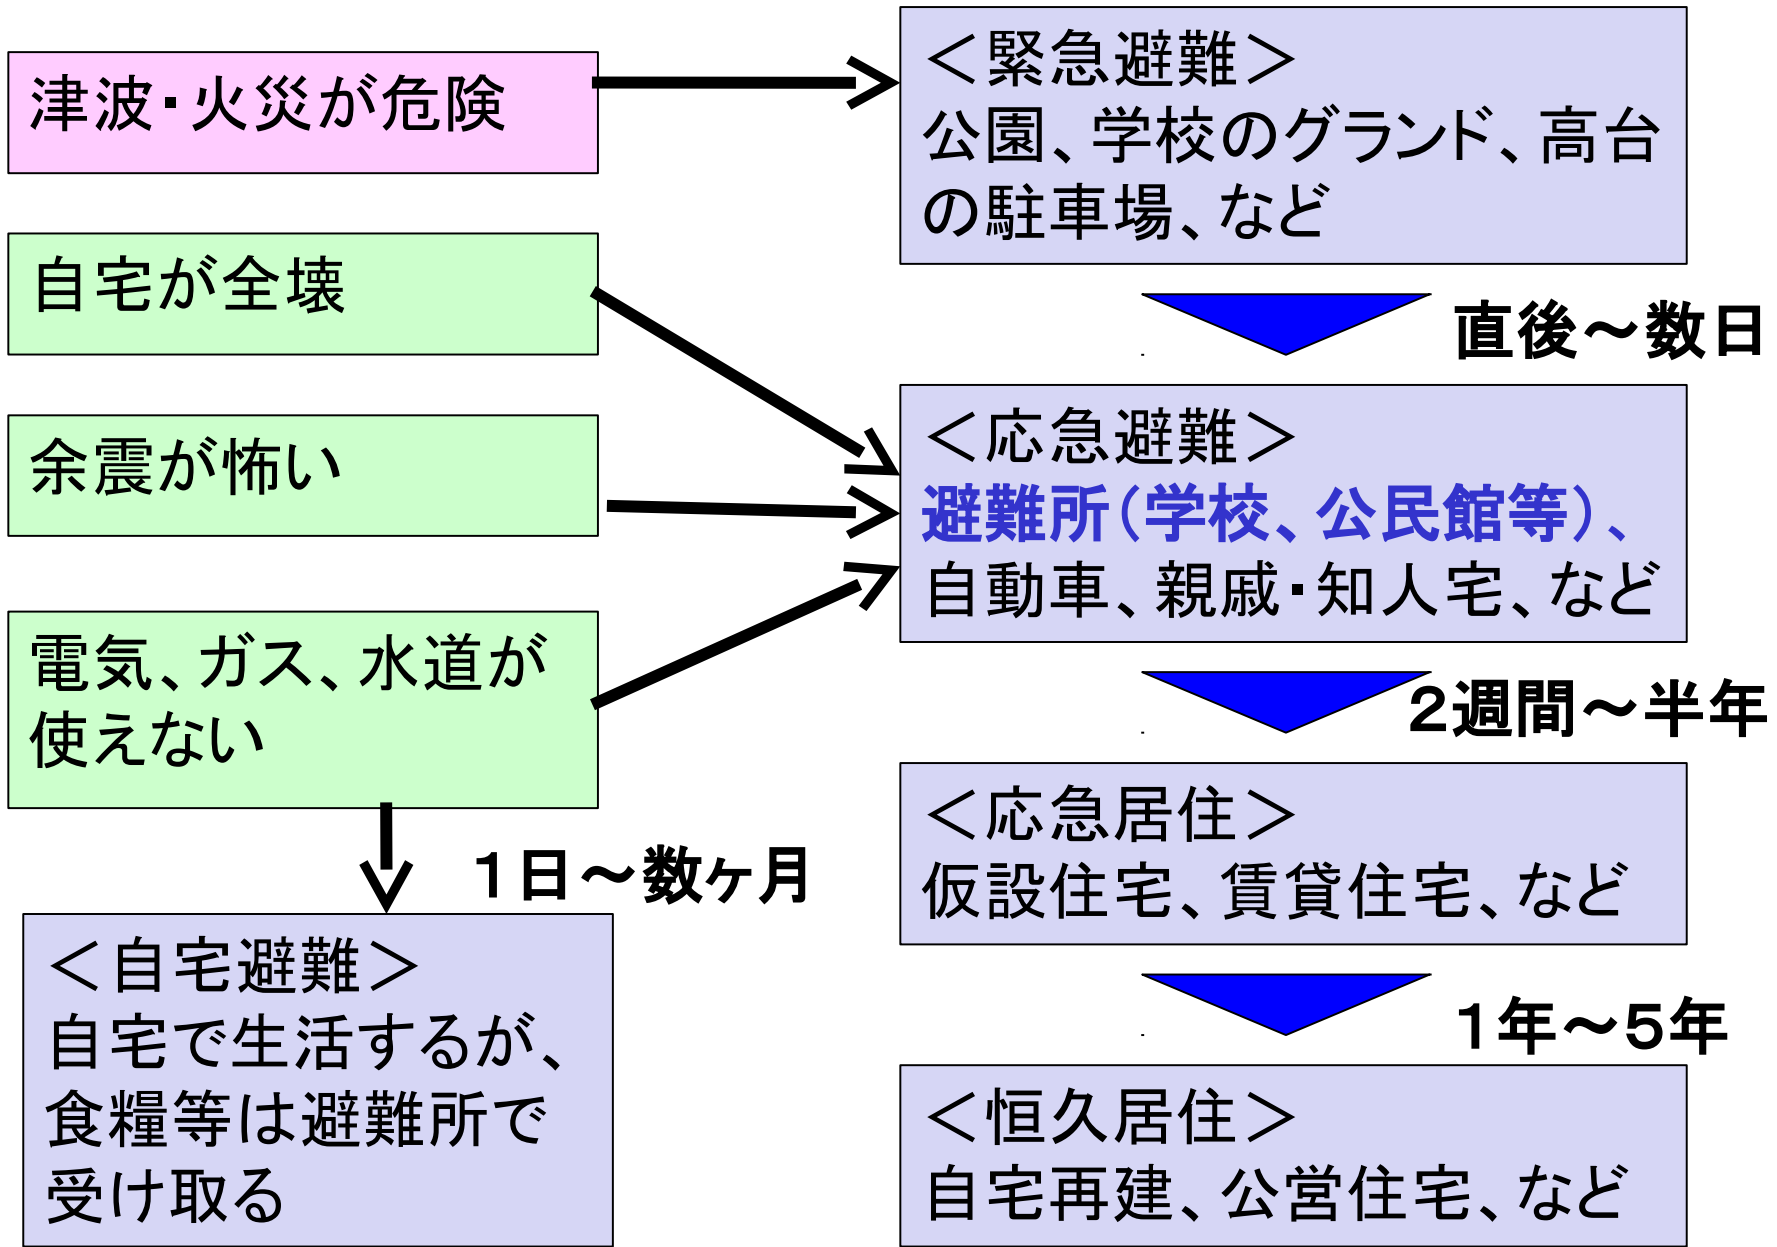 津波・火災が危険
自宅が全壊
余震が怖い
電気、ガス、水道が
使えない
1日～数ヶ月
＜自宅避難＞
自宅で生活するが、
食糧等は避難所で
受け取る
＜緊急避難＞
公園、学校のグランド、高台
の駐車場、など
直後～数日
＜応急避難＞
避難所（学校、公民館等）、
自動車、親戚・知人宅、など
２週間～半年
＜応急居住＞
仮設住宅、賃貸住宅、など
1年～5年
＜恒久居住＞
自宅再建、公営住宅、など